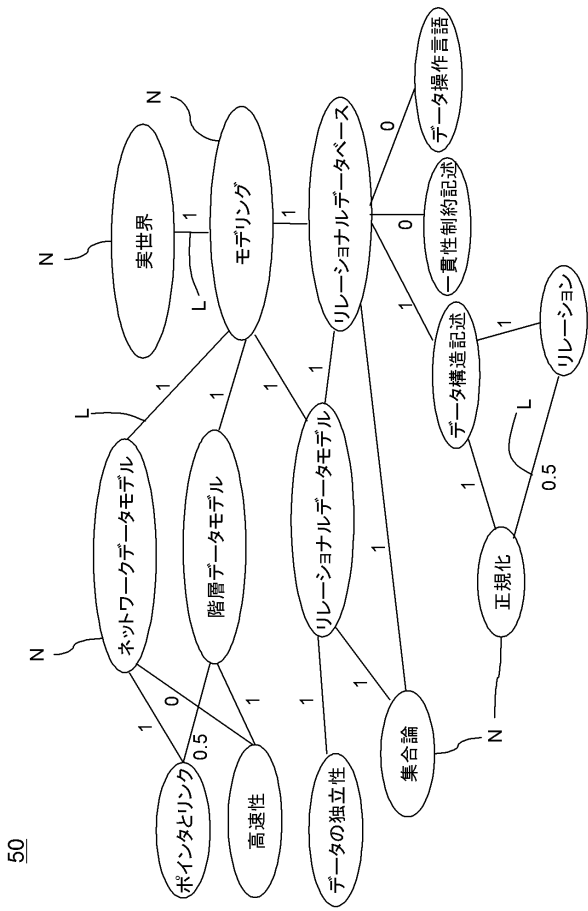 50
N
N
N
実世界
1
L
モデリング
1
リレーショナルデータベース
L
1
1
1
ネットワークデータモデル
階層データモデル
リレーショナルデータモデル
1
1
0
0.5
1
1
1
ポインタとリンク
高速性
データの独立性
集合論
N
1
0
0
データ構造記述
一貫性制約記述
データ操作言語
1
1
L
0.5
正規化
リレーション